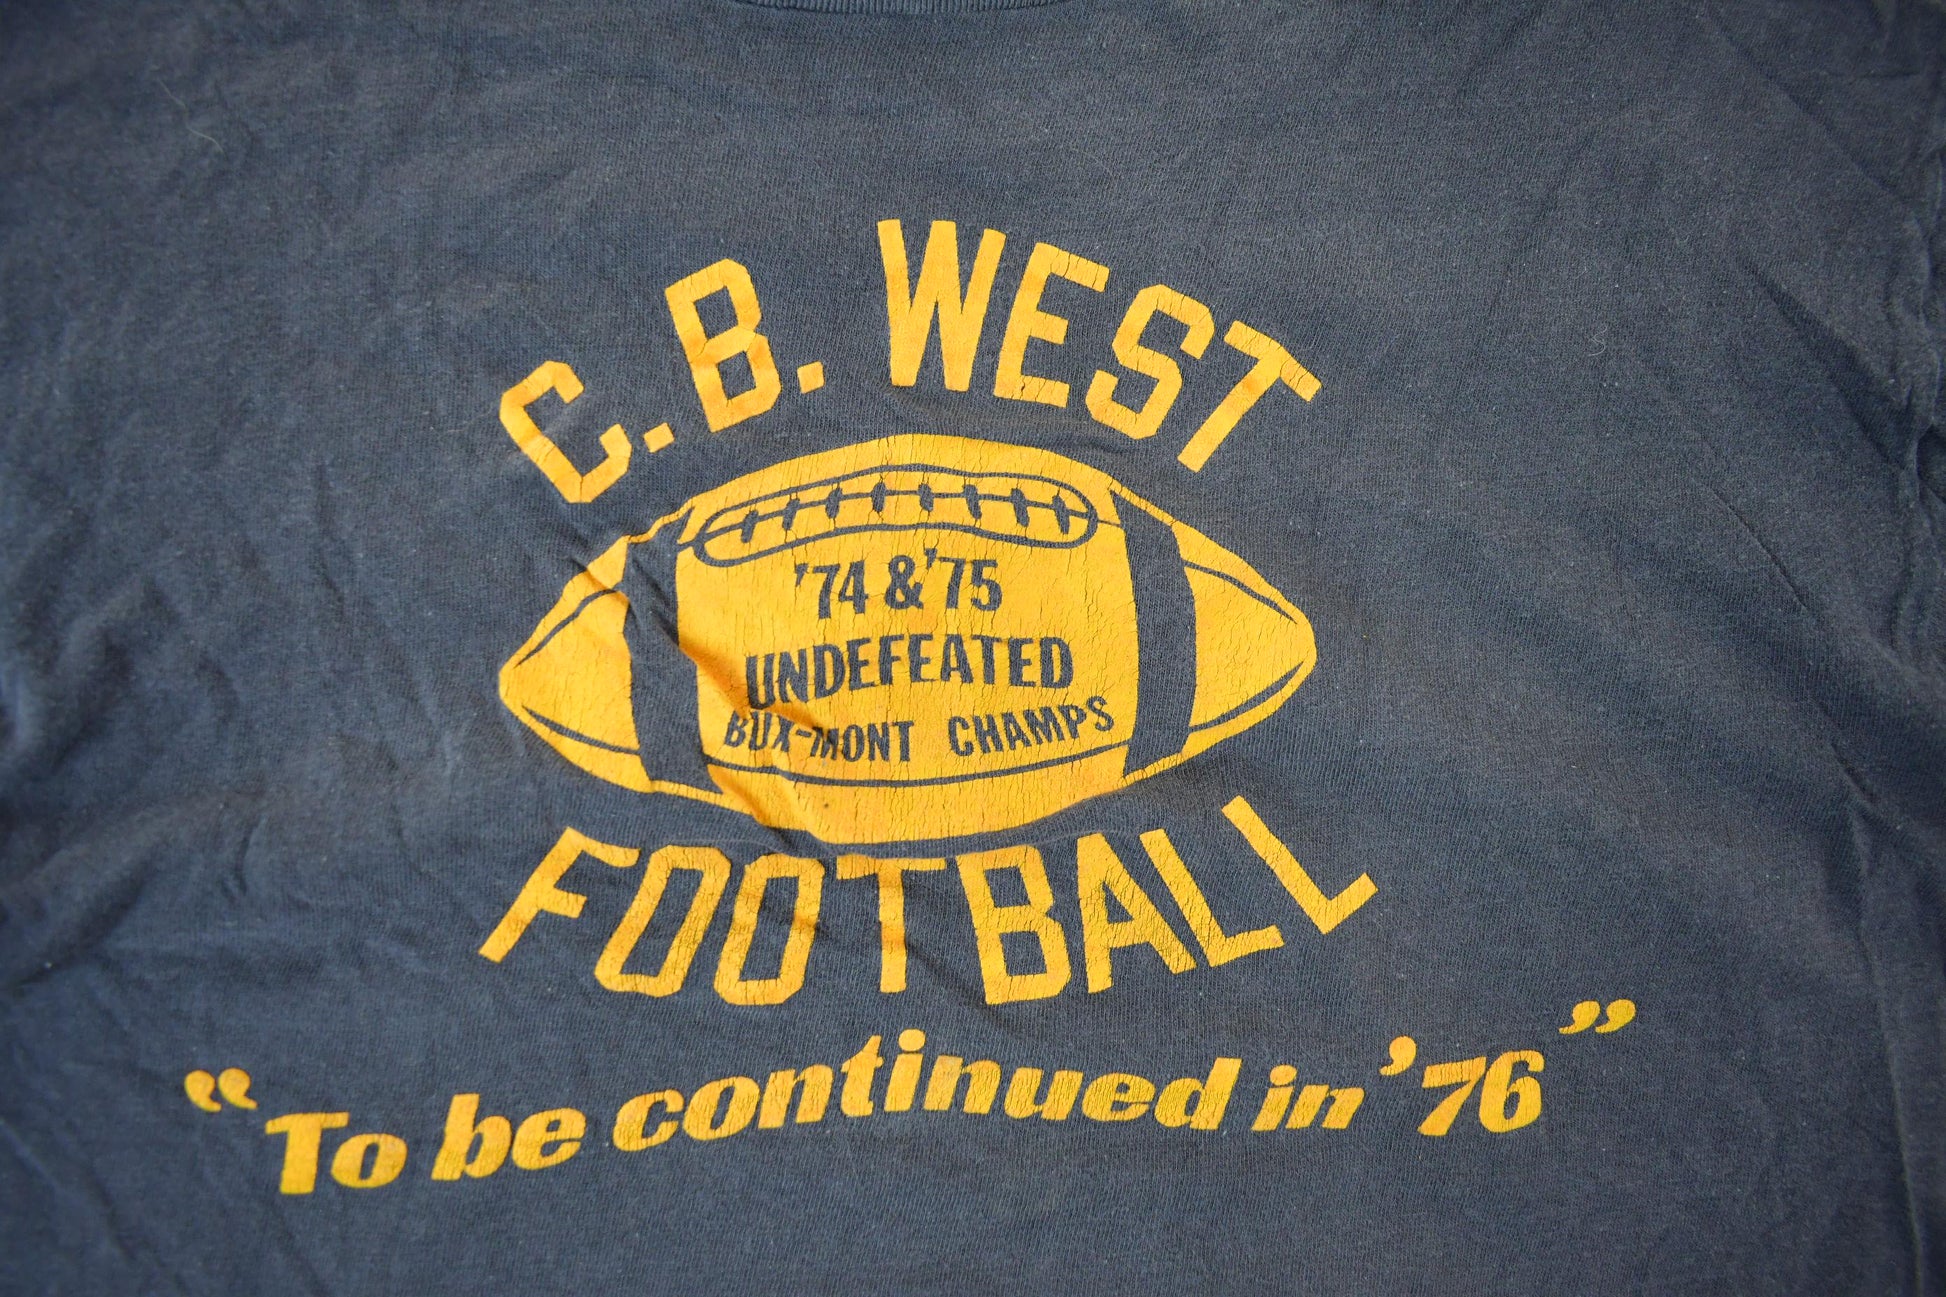 C.B. WEST
'74 & '75
UNDEFEATED
BUX-MONT CHAMPS
FOOTBALL
“To be continued in '76”